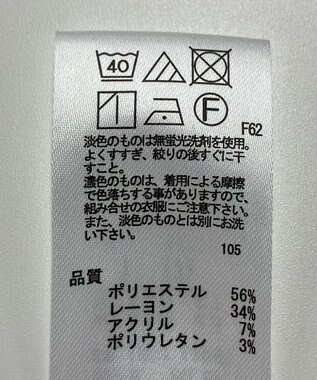 40
F
F62
淡色のものは無蛍光洗剤を使用。
よくすすぎ、絞りの後すぐに干
すこと。
濃色のものは、着用による摩擦
で色落ちする事がありますので、
組み合せの衣服にご注意下さい。
また、淡色のものとは別にお洗
い下さい。
105
品質
ポリエステル 56%
レーヨン 34%
アクリル 7%
ポリウレタン 3%